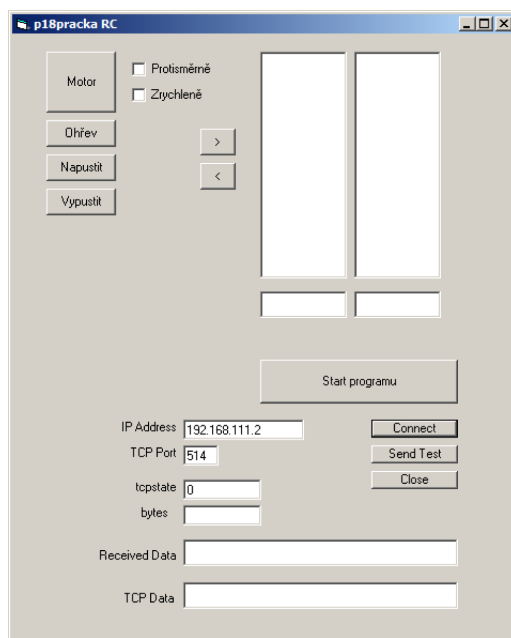 p18pracka RC
Motor
Protisměrně
Zrychleně
Ohřev
>
Napustit
<
Vypustit
Start programu
IP Address 192.168.111.2 Connect
TCP Port 514 Send Test
Close
tcpstate 0
bytes
Received Data
TCP Data